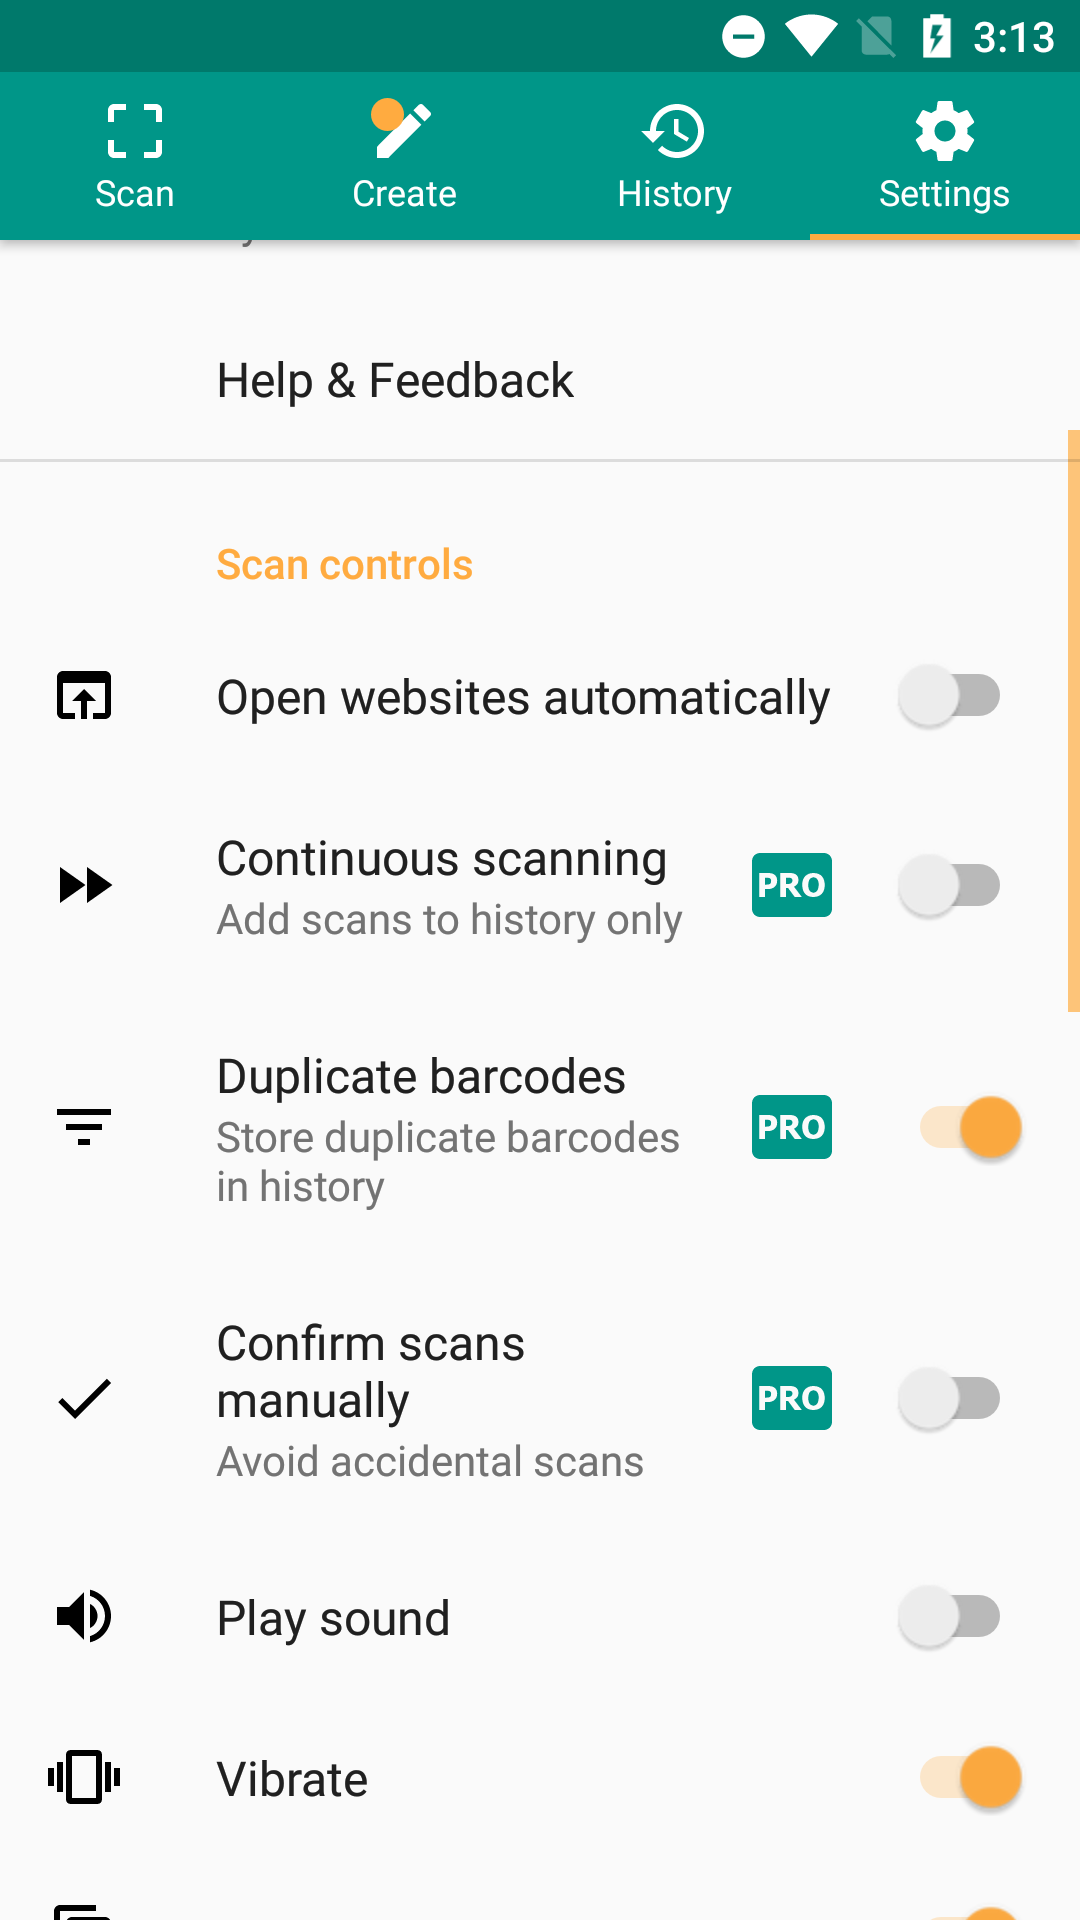 3:13
Scan
Create
History
Settings
Help & Feedback
Scan controls
Open websites automatically
Continuous scanning
Add scans to history only
PRO
Duplicate barcodes
Store duplicate barcodes
in history
PRO
Confirm scans
manually
Avoid accidental scans
PRO
Play sound
Vibrate